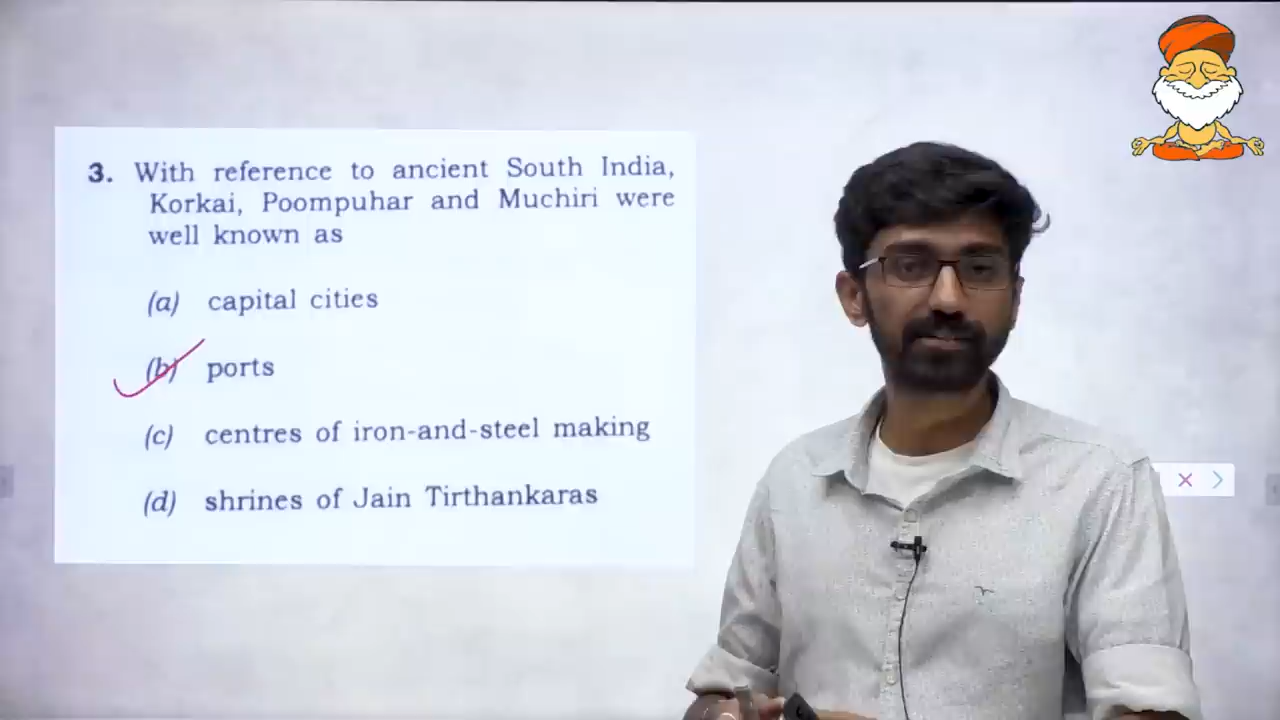 3. With reference to ancient South India,
Korkai, Poompuhar and Muchiri were
well known as
(a) capital cities
(b) ports
(c) centres of iron-and-steel making
(d) shrines of Jain Tirthankaras